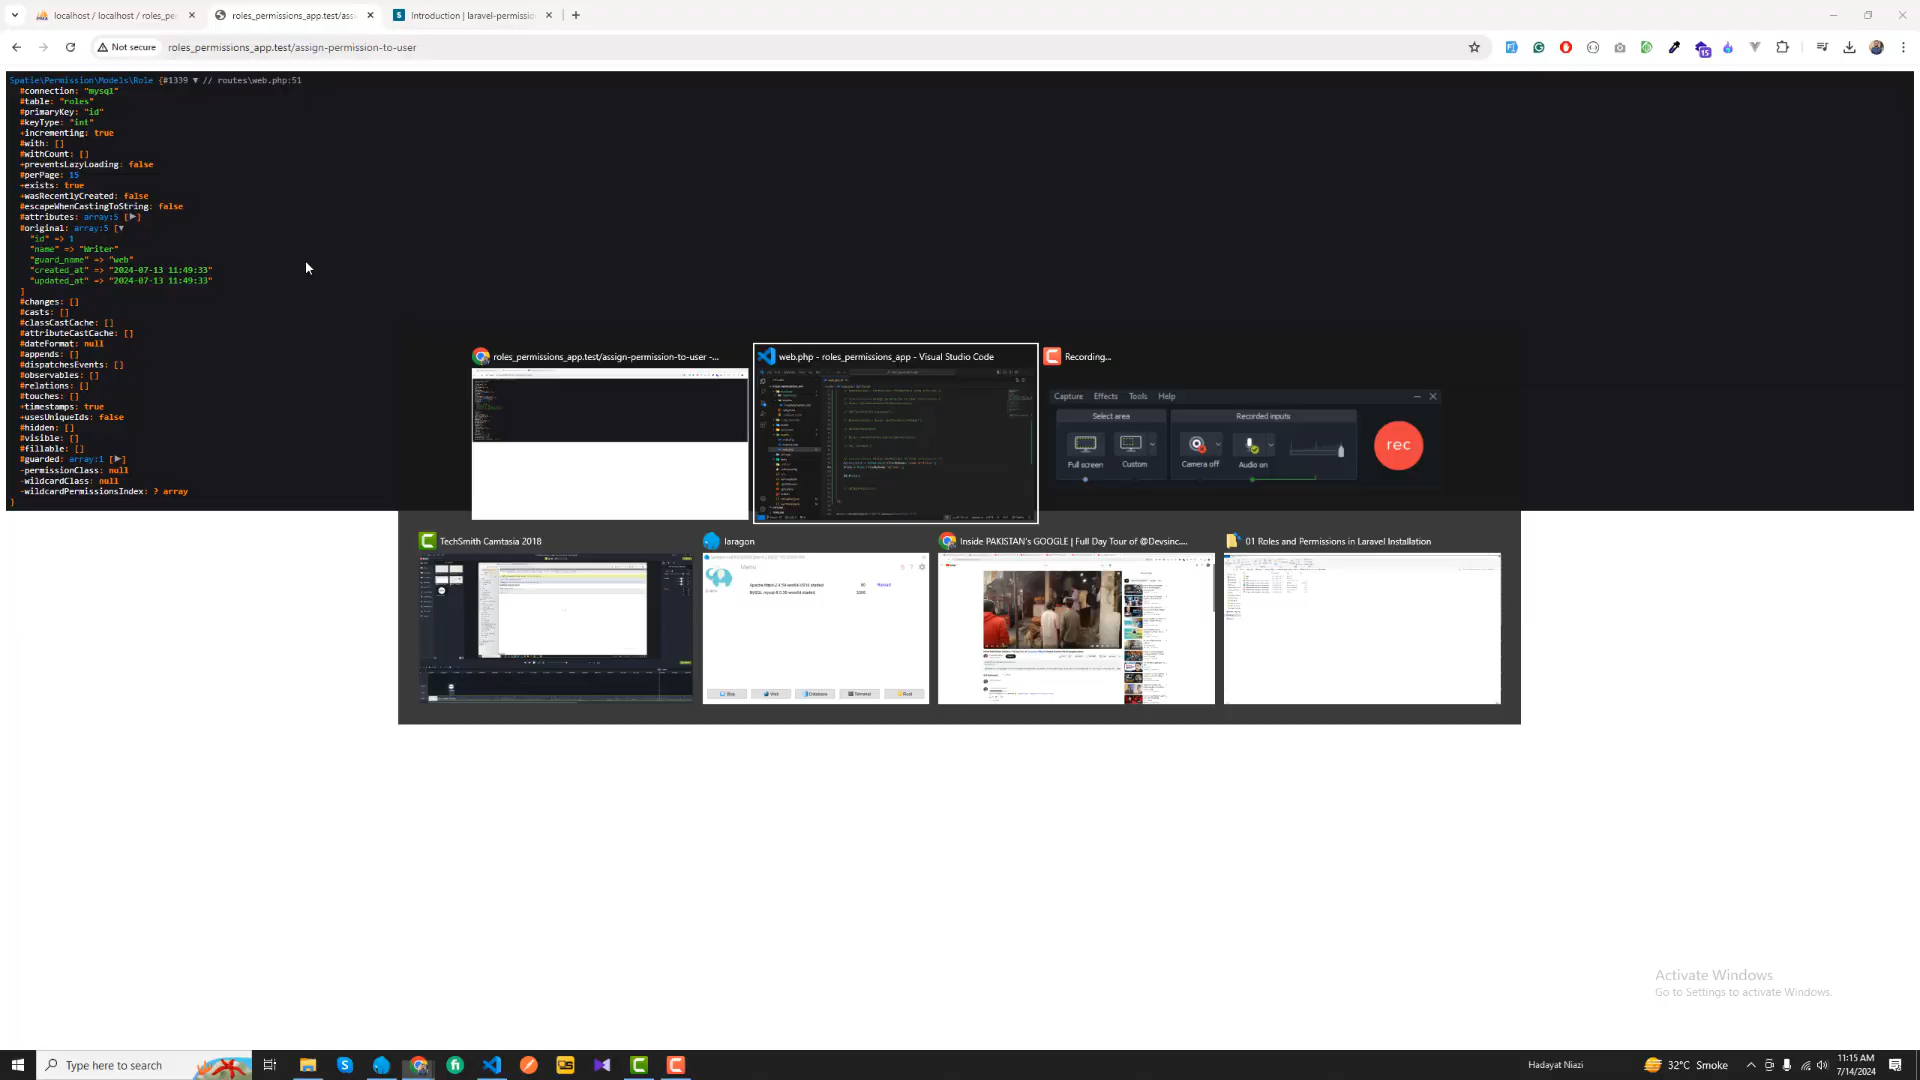 localhost / localhost / roles_pe
roles_permissions_app.test/assi
Introduction | laravel-permissio
Not secure
roles_permissions_app.test/assign-permission-to-user
15
Spatie\Permission\Models\Role {#1339 ▼ // routes\web.php:51
#connection: "mysql"
#table: "roles"
#primaryKey: "id"
#keyType: "int"
+incrementing: true
#with: []
#withCount: []
+preventsLazyLoading: false
#perPage: 15
+exists: true
+wasRecentlyCreated: false
#escapeWhenCastingToString: false
#attributes: array:5 [▶]
#original: array:5 [▼
"id" => 1
"name" => "Writer"
"guard_name" => "web"
"created_at" => "2024-07-13 11:49:33"
"updated_at" => "2024-07-13 11:49:33"
]
#changes: []
#casts: []
#classCastCache: []
#attributeCastCache: []
#dateFormat: null
#appends: []
#dispatchesEvents: []
#observables: []
#relations: []
#touches: []
+timestamps: true
+usesUniqueIds: false
#hidden: []
#visible: []
#fillable: []
#guarded: array:1 [▶]
-permissionClass: null
-wildcardClass: null
-wildcardPermissionsIndex: ? array
}
roles_permissions_app.test/assign-permission-to-user -...
web.php - roles_permissions_app - Visual Studio Code
Recording...
Capture Effects Tools Help
Select area
Recorded inputs
Full screen
Custom
Camera off
Audio on
rec
TechSmith Camtasia 2018
laragon
Menu
Reload
Stop
Web
Database
Terminal
Root
Inside PAKISTAN's GOOGLE | Full Day Tour of @Devsinc....
01 Roles and Permissions in Laravel Installation
Activate Windows
Go to Settings to activate Windows.
Type here to search
Hadayat Niazi
32°C Smoke
11:15 AM
7/14/2024